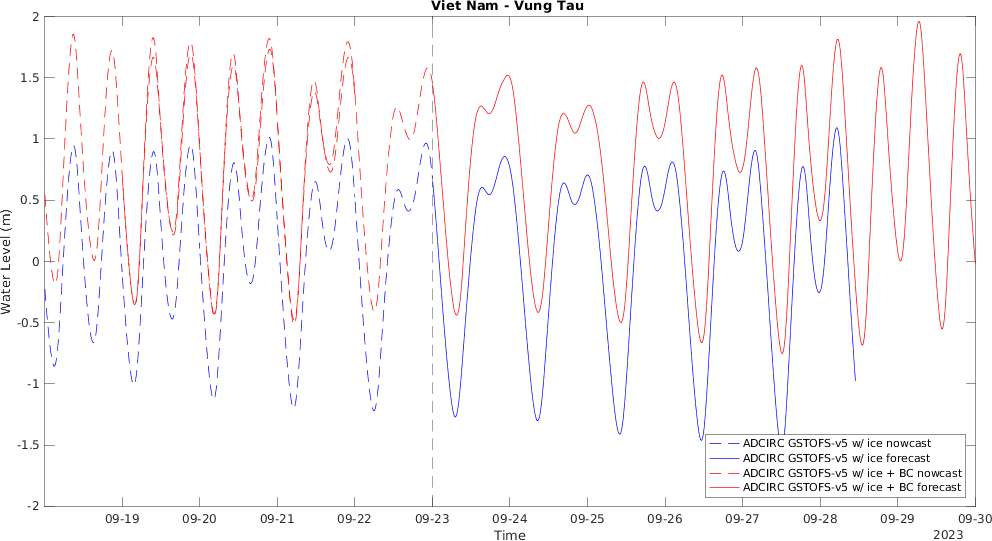 Viet Nam - Vung Tau
Water Level (m)
2
1.5
1
0.5
0
-0.5
-1
-1.5
-2
ADCIRC GSTOFS-v5 w/ ice nowcast
ADCIRC GSTOFS-v5 w/ ice forecast
ADCIRC GSTOFS-v5 w/ ice + BC nowcast
ADCIRC GSTOFS-v5 w/ ice + BC forecast
09-19 09-20 09-21 09-22 09-23 09-24 09-25 09-26 09-27 09-28 09-29 09-30
Time
2023